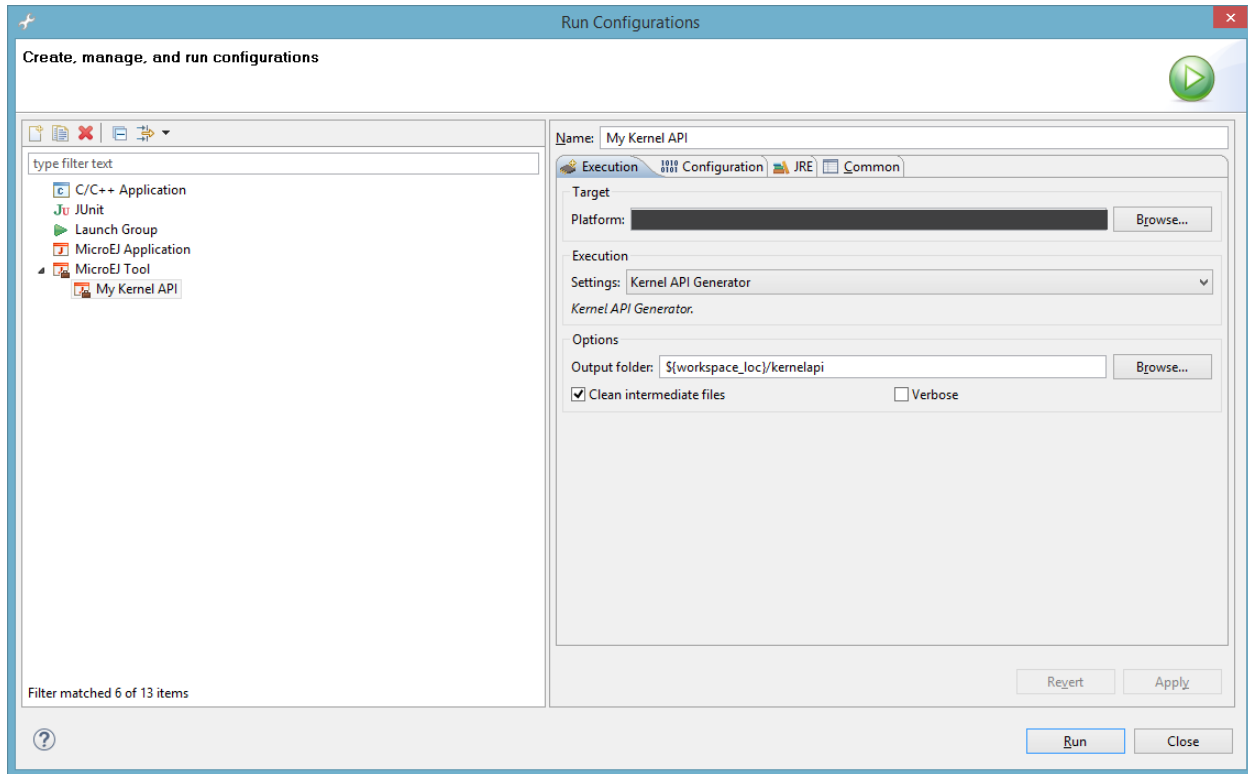 Run Configurations
Create, manage, and run configurations
type filter text
C/C++ Application
JUnit
Launch Group
MicroEJ Application
MicroEJ Tool
My Kernel API
Filter matched 6 of 13 items
Name: My Kernel API
Execution Configuration JRE Common
Target
Platform: Browse...
Execution
Settings: Kernel API Generator
Kernel API Generator.
Options
Output folder: ${workspace_loc}/kernelapi Browse...
Clean intermediate files Verbose
Revert Apply
Run Close